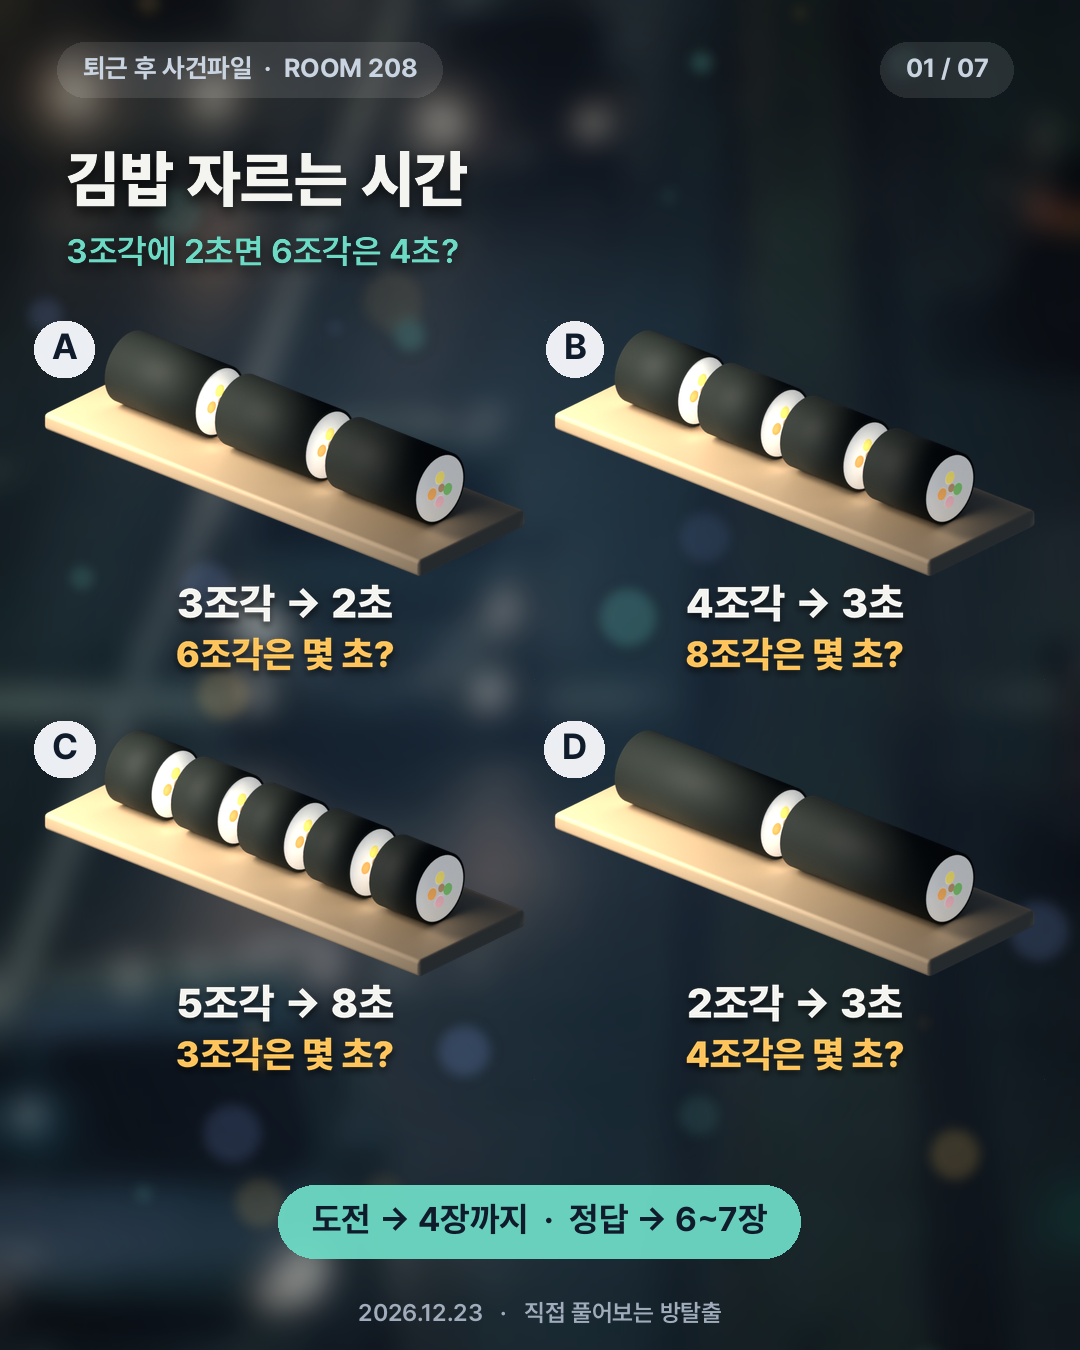 퇴근 후 사건파일 · ROOM 208
01 / 07
김밥 자르는 시간
3조각에 2초면 6조각은 4초?
A
B
3조각 → 2초
6조각은 몇 초?
4조각 → 3초
8조각은 몇 초?
C
D
5조각 → 8초
3조각은 몇 초?
2조각 → 3초
4조각은 몇 초?
도전 → 4장까지 · 정답 → 6~7장
2026.12.23 · 직접 풀어보는 방탈출